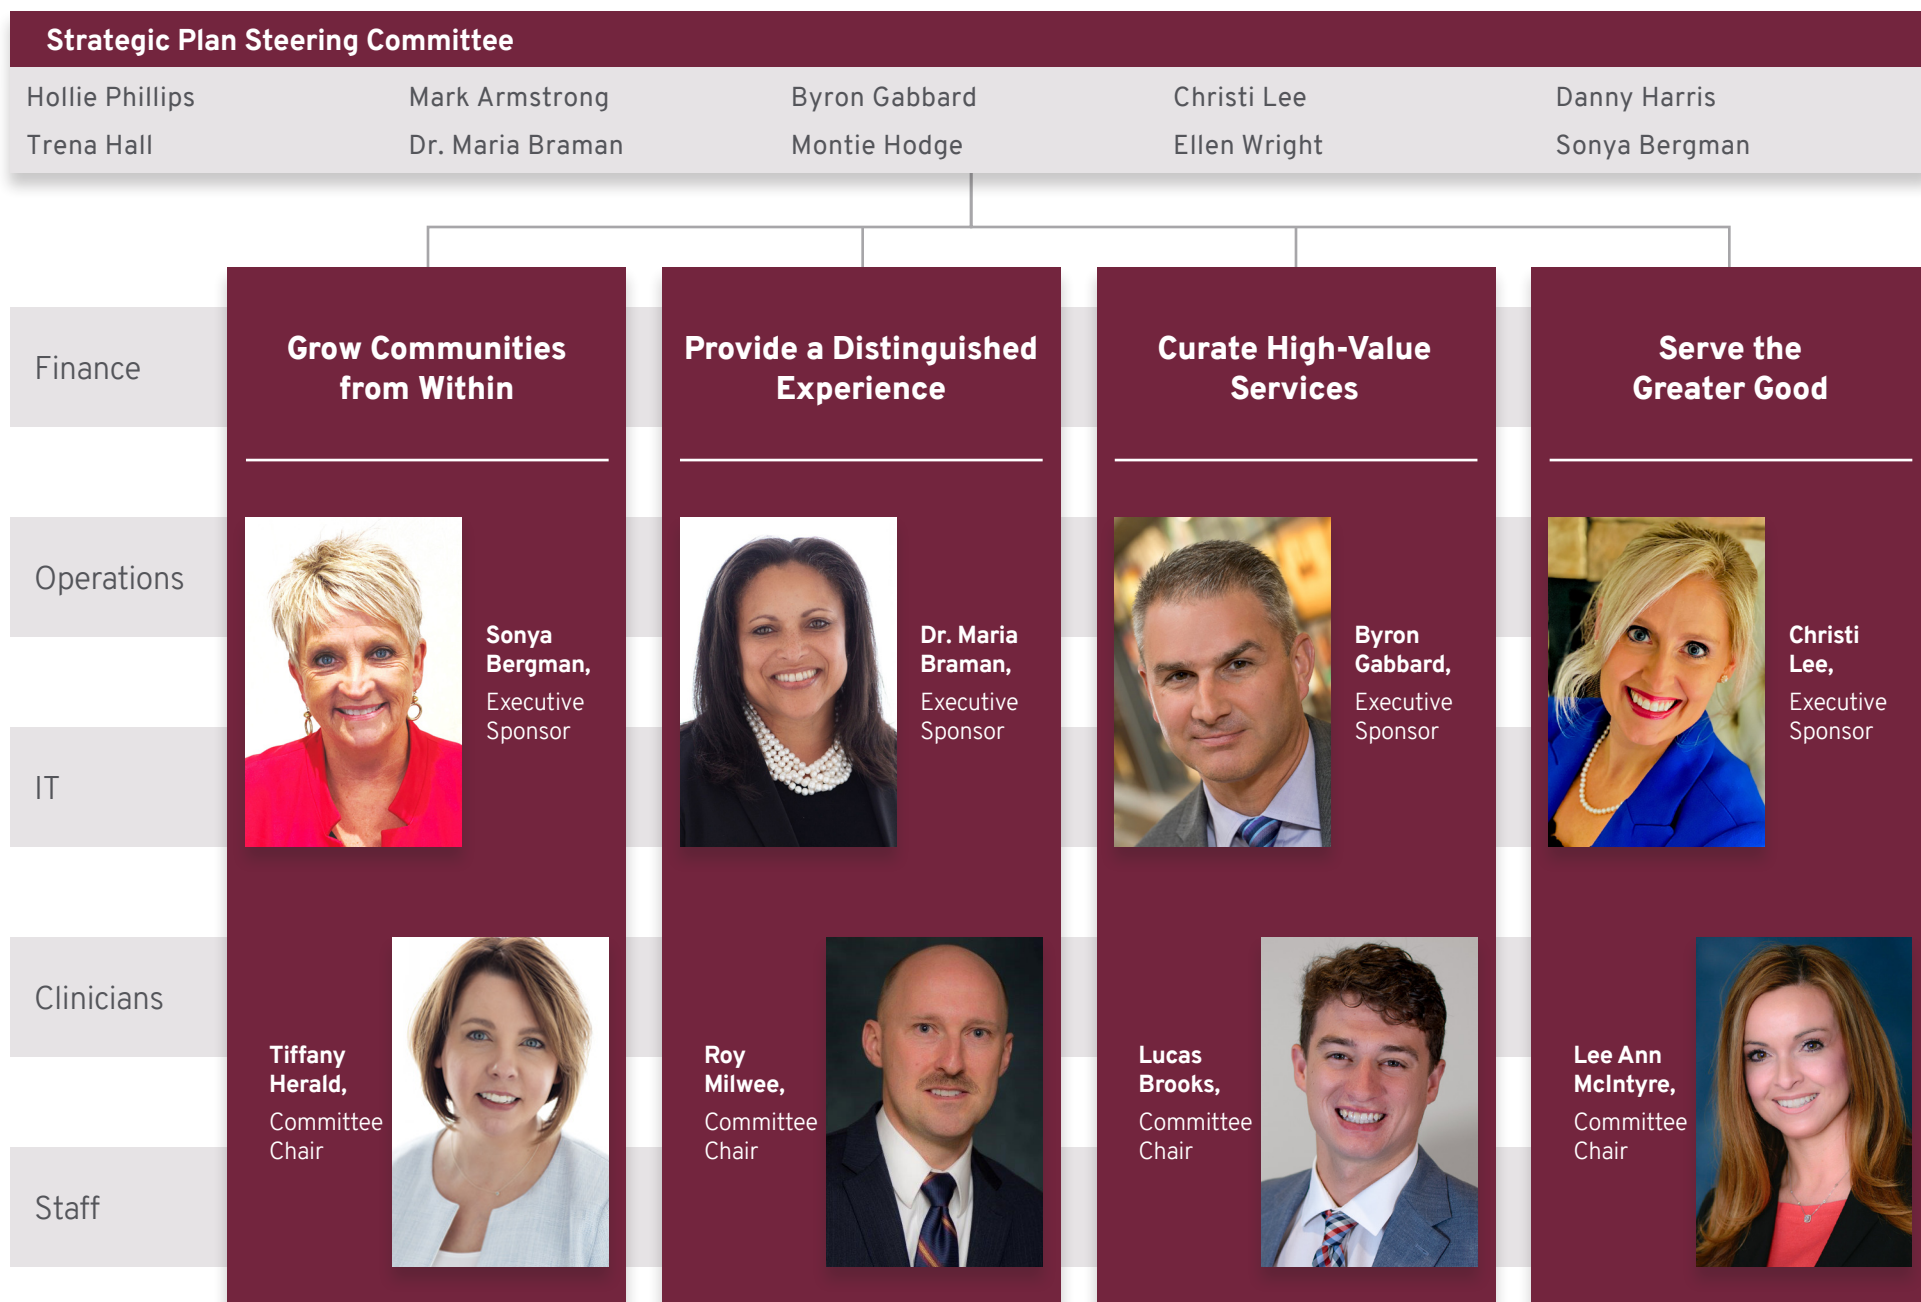 Strategic Plan Steering Committee
Hollie Phillips
Mark Armstrong
Byron Gabbard
Christi Lee
Danny Harris
Trena Hall
Dr. Maria Braman
Montie Hodge
Ellen Wright
Sonya Bergman
Finance
Operations
IT
Clinicians
Staff
Grow Communities
from Within
Sonya
Bergman,
Executive
Sponsor
Tiffany
Herald,
Committee
Chair
Provide a Distinguished
Experience
Dr. Maria
Braman,
Executive
Sponsor
Roy
Milwee,
Committee
Chair
Curate High-Value
Services
Byron
Gabbard,
Executive
Sponsor
Lucas
Brooks,
Committee
Chair
Serve the
Greater Good
Christi
Lee,
Executive
Sponsor
Lee Ann
McIntyre,
Committee
Chair